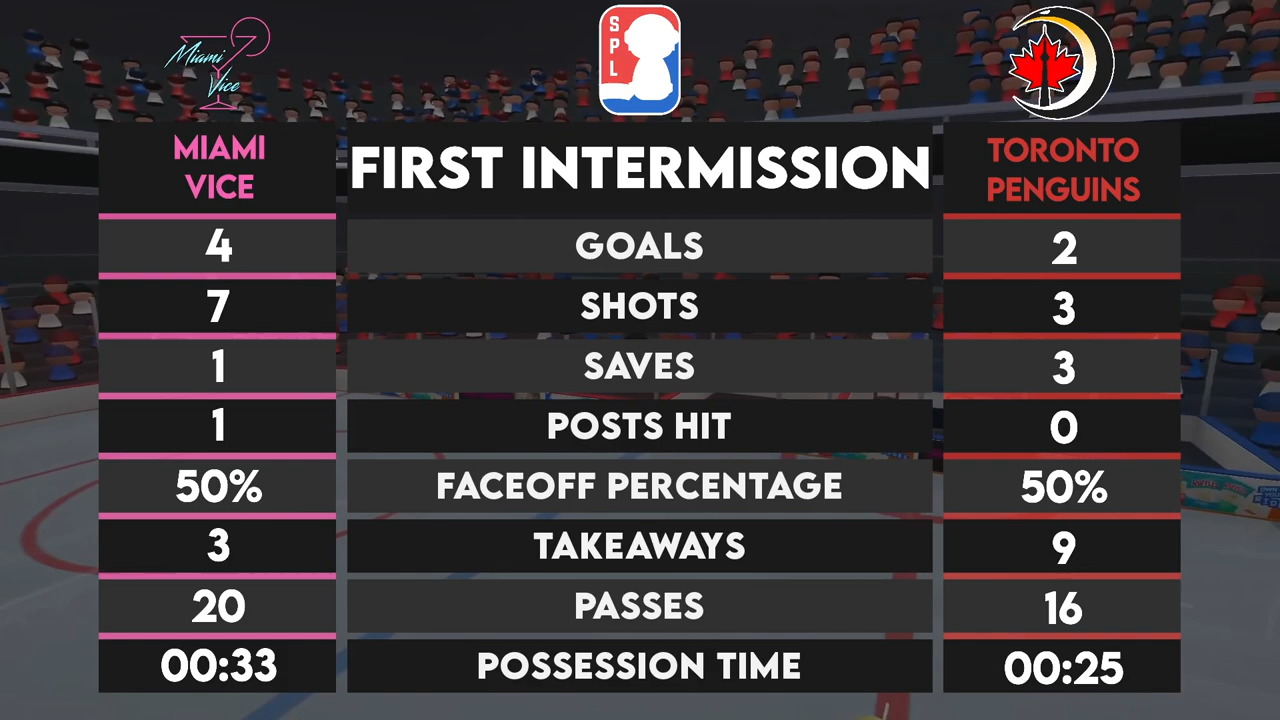 Miami
Vice
SPL
MIAMI
VICE
FIRST INTERMISSION
TORONTO
PENGUINS
4 GOALS 2
7 SHOTS 3
1 SAVES 3
1 POSTS HIT 0
50% FACEOFF PERCENTAGE 50%
3 TAKEAWAYS 9
20 PASSES 16
00:33 POSSESSION TIME 00:25